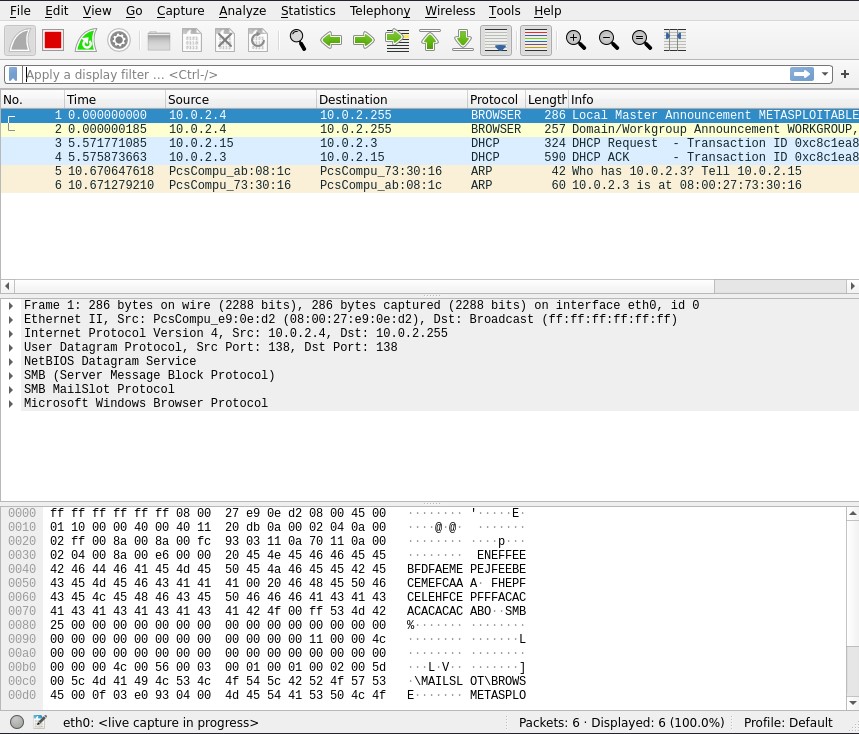 File Edit View Go Capture Analyze Statistics Telephony Wireless Tools Help
Apply a display filter ... <Ctrl-/>
No. Time Source Destination Protocol Length Info
1 0.000000000 10.0.2.4 10.0.2.255 BROWSER 286 Local Master Announcement METASPLOITABLE
2 0.000000185 10.0.2.4 10.0.2.255 BROWSER 257 Domain/Workgroup Announcement WORKGROUP,
3 5.571771085 10.0.2.15 10.0.2.3 DHCP 324 DHCP Request - Transaction ID 0xc8c1ea8
4 5.575873663 10.0.2.3 10.0.2.15 DHCP 590 DHCP ACK - Transaction ID 0xc8c1ea8
5 10.670647618 PcsCompu_ab:08:1c PcsCompu_73:30:16 ARP 42 Who has 10.0.2.3? Tell 10.0.2.15
6 10.671279210 PcsCompu_73:30:16 PcsCompu_ab:08:1c ARP 60 10.0.2.3 is at 08:00:27:73:30:16
Frame 1: 286 bytes on wire (2288 bits), 286 bytes captured (2288 bits) on interface eth0, id 0
Ethernet II, Src: PcsCompu_e9:0e:d2 (08:00:27:e9:0e:d2), Dst: Broadcast (ff:ff:ff:ff:ff:ff)
Internet Protocol Version 4, Src: 10.0.2.4, Dst: 10.0.2.255
User Datagram Protocol, Src Port: 138, Dst Port: 138
NetBIOS Datagram Service
SMB (Server Message Block Protocol)
SMB MailSlot Protocol
Microsoft Windows Browser Protocol
0000 ff ff ff ff ff ff 08 00 27 e9 0e d2 08 00 45 00 ········ '·····E·
0010 01 10 00 00 40 00 40 11 20 db 0a 00 02 04 0a 00 ····@·@· ·······
0020 02 ff 00 8a 00 8a 00 fc 93 03 11 0a 70 11 0a 00 ········ ····p···
0030 02 04 00 8a 00 e6 00 00 20 45 4e 45 46 46 45 45 ········ ENEFFEE
0040 42 46 44 46 41 45 4d 45 50 45 4a 46 45 45 42 45 BFDFAEME PEJFEEBE
0050 43 45 4d 45 46 43 41 41 41 00 20 46 48 45 50 46 CEMEFCAA A· FHEPF
0060 43 45 4c 45 48 46 43 45 50 46 46 46 41 43 41 43 CELEHFCE PFFFACAC
0070 41 43 41 43 41 43 41 43 41 42 4f 00 ff 53 4d 42 ACACACAC ABO··SMB
0080 25 00 00 00 00 00 00 00 00 00 00 00 00 00 00 00 %······· ········
0090 00 00 00 00 00 00 00 00 00 00 00 00 11 00 00 4c ········ ·······L
00a0 00 00 00 00 00 00 00 00 00 00 00 00 00 00 00 00 ········ ········
00b0 00 00 00 4c 00 56 00 03 00 01 00 01 00 02 00 5d ···L·V·· ·······]
00c0 00 5c 4d 41 49 4c 53 4c 4f 54 5c 42 52 4f 57 53 ·\MAILSL OT\BROWS
00d0 45 00 0f 03 e0 93 04 00 4d 45 54 41 53 50 4c 4f E······· METASPLO
eth0: <live capture in progress> Packets: 6 · Displayed: 6 (100.0%) Profile: Default